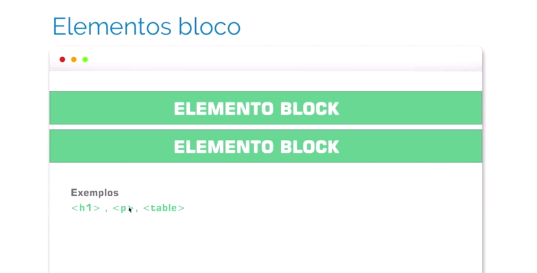 Elementos bloco
ELEMENTO BLOCK
ELEMENTO BLOCK
Exemplos
<h1> , <p>, <table>